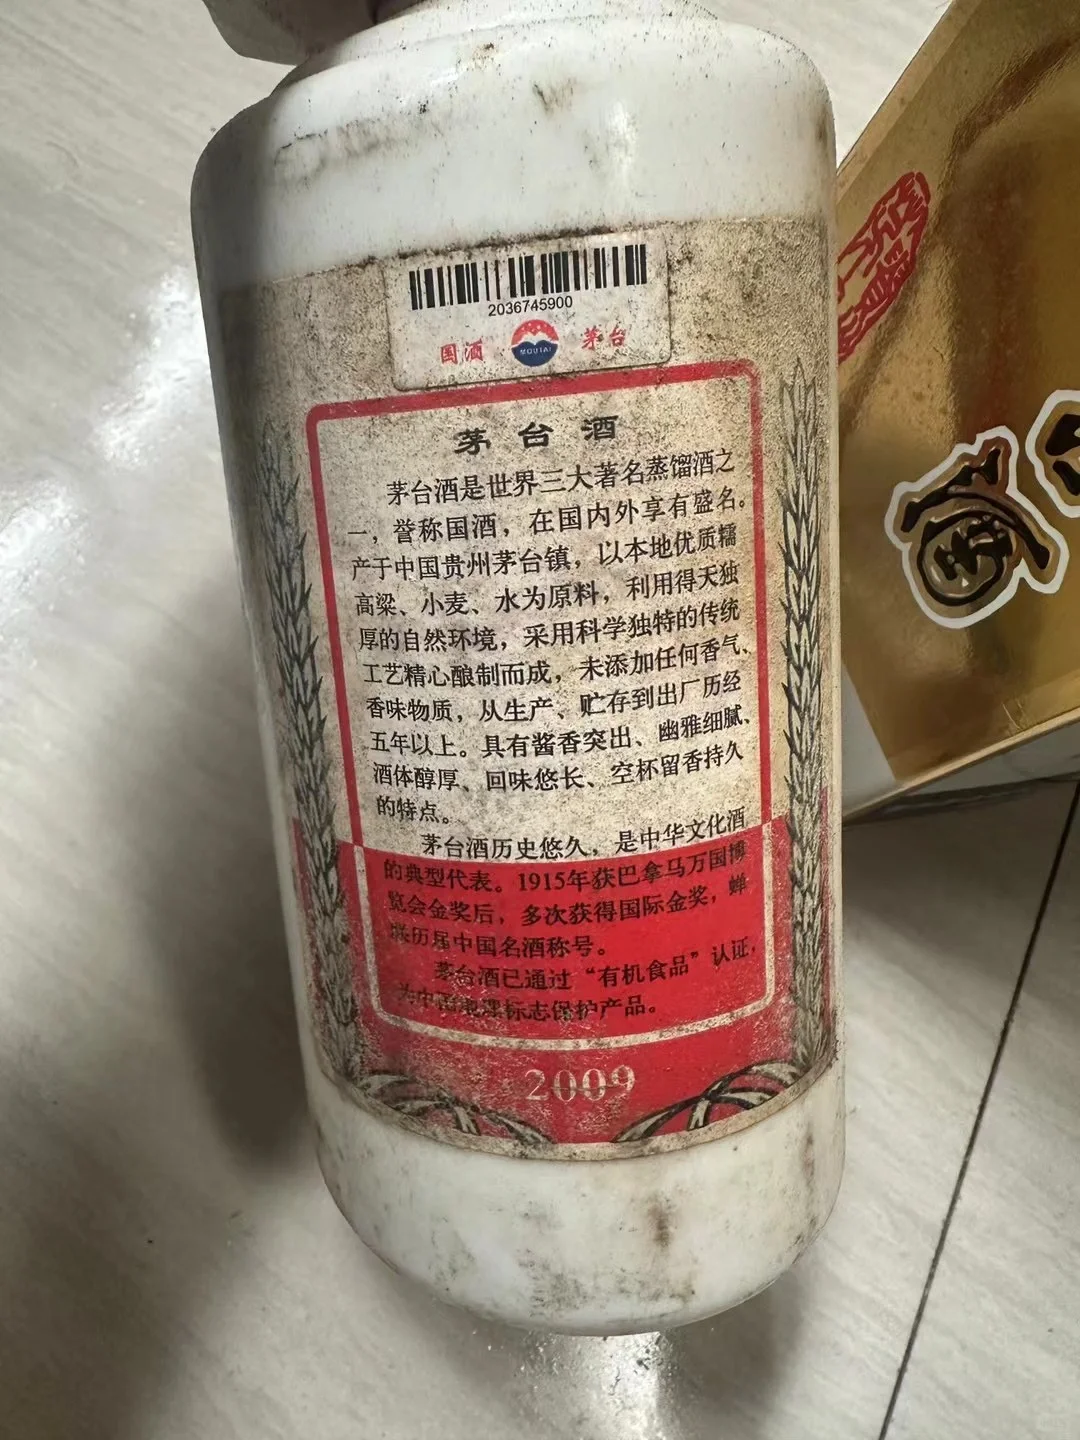 2036745900
国酒 MOUTAI 茅台
茅台酒
茅台酒是世界三大著名蒸馏酒之
一，誉称国酒，在国内外享有盛名。
产于中国贵州茅台镇，以本地优质糯
高粱、小麦、水为原料，利用得天独
厚的自然环境，采用科学独特的传统
工艺精心酿制而成，未添加任何香气、
香味物质，从生产、贮存到出厂历经
五年以上。具有酱香突出、幽雅细腻、
酒体醇厚、回味悠长、空杯留香持久
的特点。
茅台酒历史悠久，是中华文化酒
的典型代表。1915年获巴拿马万国博
览会金奖后，多次获得国际金奖，蝉
联历届中国名酒称号。
茅台酒已通过“有机食品”认证，
为中国地理标志保护产品。
2009